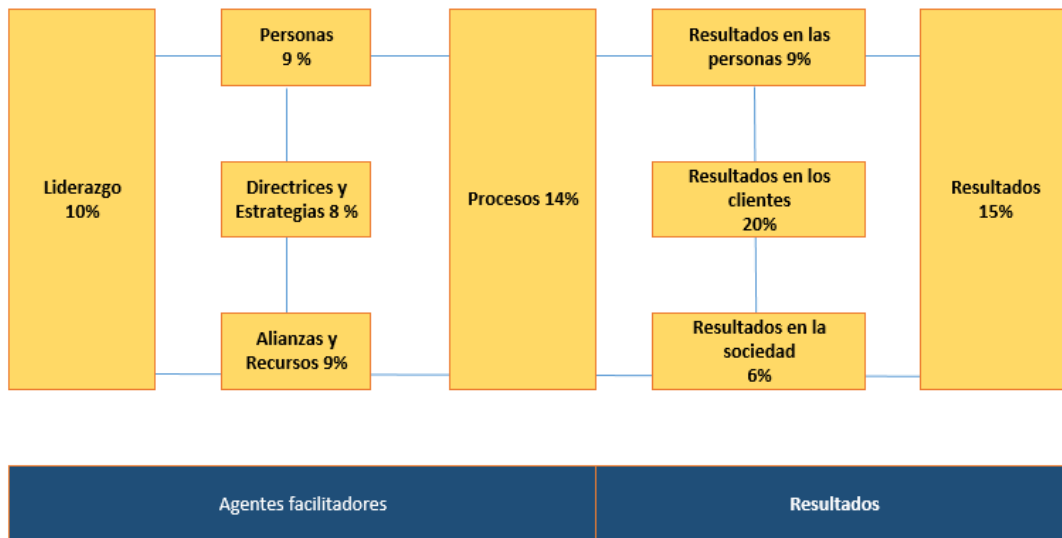 Liderazgo
10%
Personas
9 %
Directrices y
Estrategias 8 %
Alianzas y
Recursos 9%
Procesos 14%
Resultados en las
personas 9%
Resultados en los
clientes
20%
Resultados en la
sociedad
6%
Resultados
15%
Agentes facilitadores
Resultados